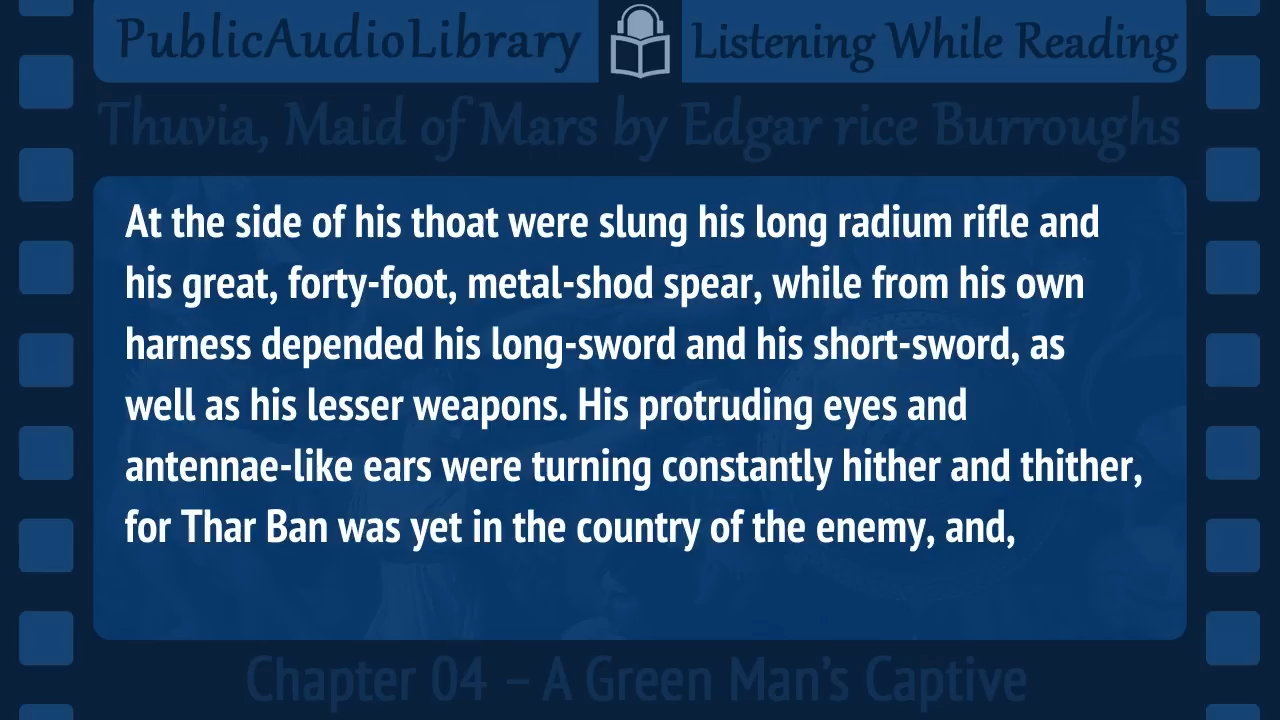 PublicAudioLibrary Listening While Reading
Thuvia, Maid of Mars by Edgar rice Burroughs
At the side of his thoat were slung his long radium rifle and
his great, forty-foot, metal-shod spear, while from his own
harness depended his long-sword and his short-sword, as
well as his lesser weapons. His protruding eyes and
antennae-like ears were turning constantly hither and thither,
for Thar Ban was yet in the country of the enemy, and,
Chapter 04 – A Green Man’s Captive